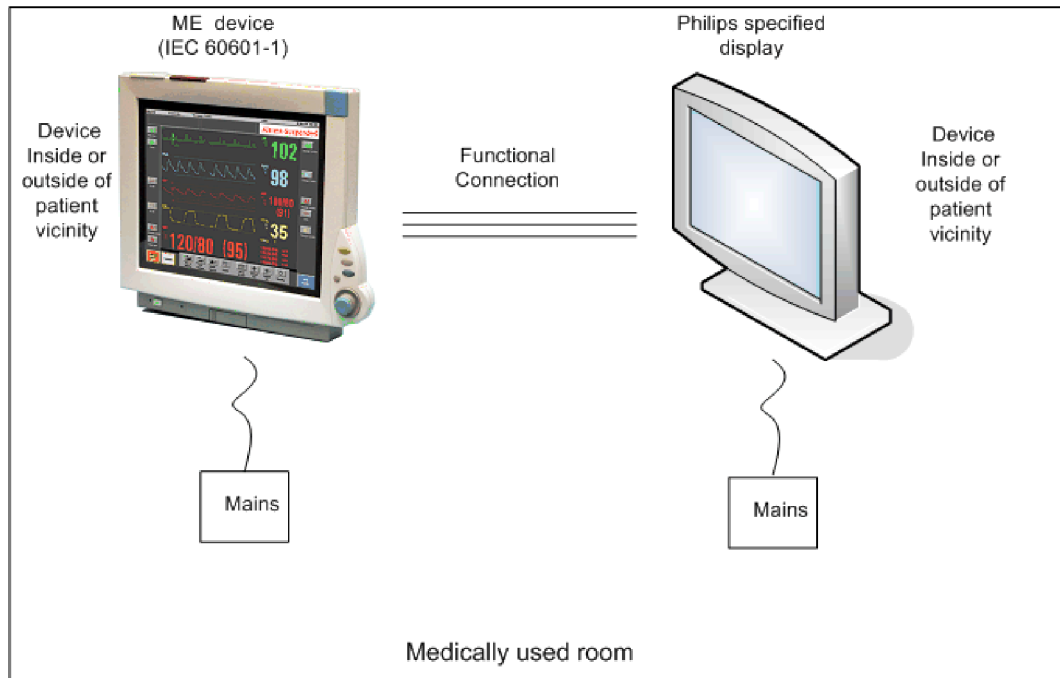 ME device
(IEC 60601-1)
Philips specified
display
Device
Inside or
outside of
patient
vicinity
102
98
35
120/80 (95)
Functional
Connection
Device
Inside or
outside of
patient
vicinity
Mains
Mains
Medically used room